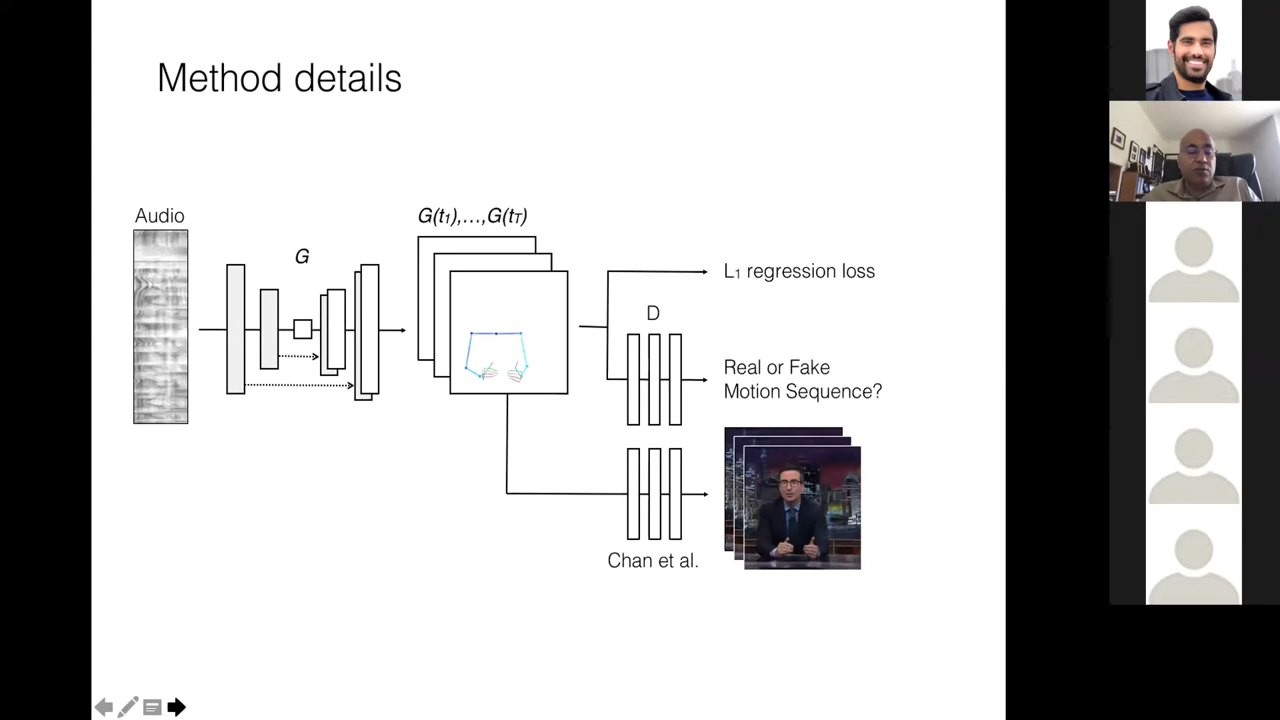 Method details
Audio
G
G(t1),...,G(tT)
L1 regression loss
D
Real or Fake
Motion Sequence?
Chan et al.